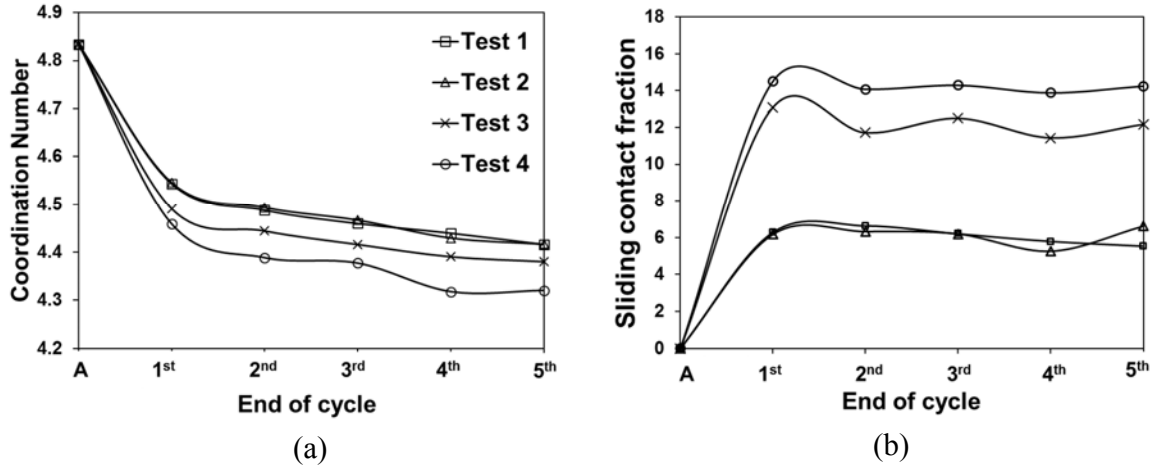 4.9
4.8
4.7
4.6
4.5
4.4
4.3
4.2
Coordination Number
Test 1
Test 2
Test 3
Test 4
A 1st 2nd 3rd 4th 5th
End of cycle
(a)
18
16
14
12
10
8
6
4
2
0
Sliding contact fraction
A 1st 2nd 3rd 4th 5th
End of cycle
(b)